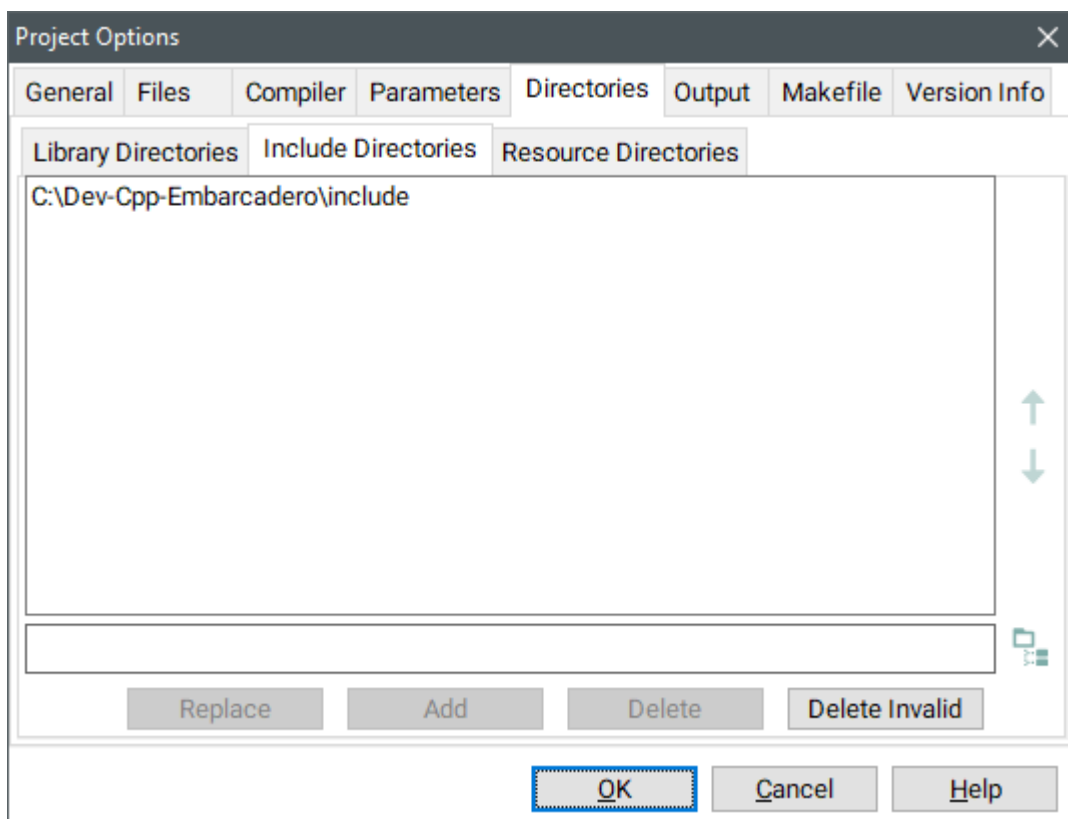 Project Options
General Files Compiler Parameters Directories Output Makefile Version Info
Library Directories Include Directories Resource Directories
C:\Dev-Cpp-Embarcadero\include
Replace Add Delete Delete Invalid
OK Cancel Help